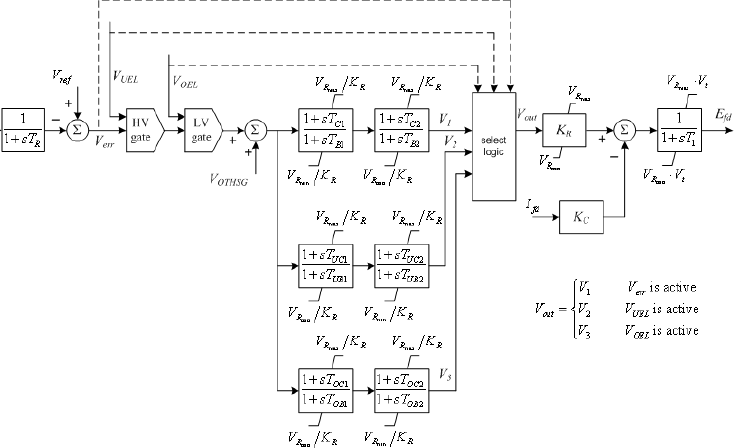 V_ref
V_UEL
V_OEL
1
1+sT_R
−
+
Σ
V_err
HV gate
LV gate
+
+
Σ
V_OTHSG
V_Rmax/K_R
V_Rmax/K_R
1+sT_C1
1+sT_B1
1+sT_C2
1+sT_B2
V_Rmin/K_R
V_Rmin/K_R
V_1
V_2
select logic
V_out
V_Rmax
K_R
V_Rmin
+
−
Σ
V_Rmax·V_t
1
1+sT_1
V_Rmin·V_t
E_fd
I_fd
K_C
V_Rmax/K_R
V_Rmax/K_R
1+sT_UC1
1+sT_UB1
1+sT_UC2
1+sT_UB2
V_Rmin/K_R
V_Rmin/K_R
V_out = { V_1 V_err is active
V_2 V_UEL is active
V_3 V_OEL is active
V_Rmax/K_R
V_Rmax/K_R
1+sT_OC1
1+sT_OB1
1+sT_OC2
1+sT_OB2
V_3
V_Rmin/K_R
V_Rmin/K_R